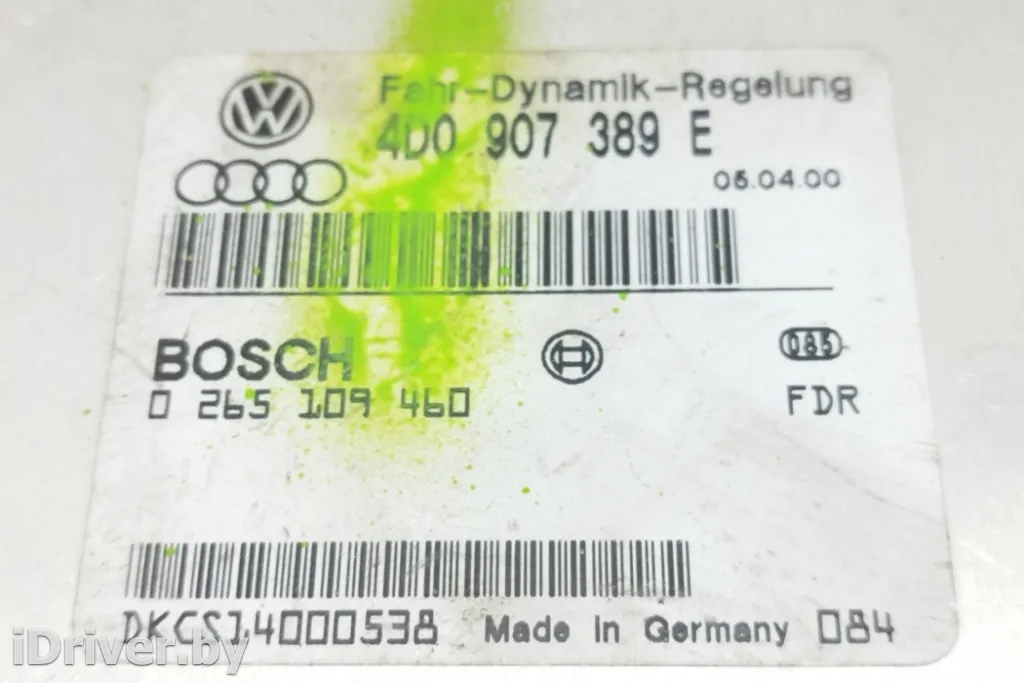 Fahr-Dynamik-Regelung
4D0 907 389 E
05.04.00
BOSCH
085
0 265 109 460
FDR
DKCS14000538 Made in Germany 084
iDriver.by